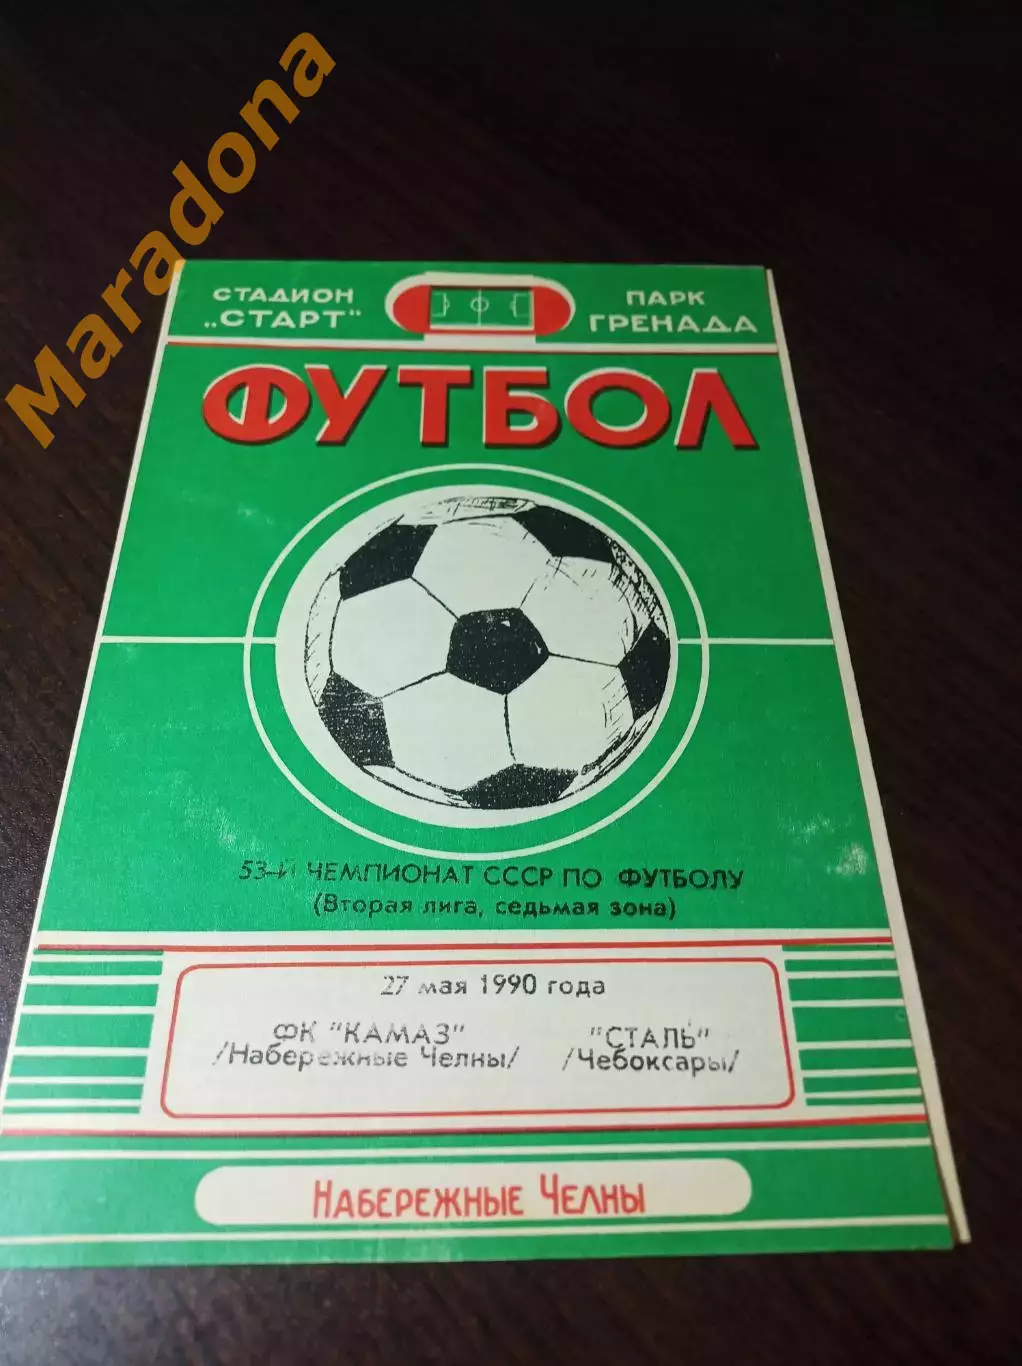 Maradona
СТАДИОН
„СТАРТ"
ПАРК
ГРЕНАДА
ФУТБОЛ
53-Й ЧЕМПИОНАТ СССР ПО ФУТБОЛУ
(Вторая лига, седьмая зона)
27 мая 1990 года
ФК "КАМАЗ"
/Набережные Челны/
"СТАЛЬ"
/Чебоксары/
НАБЕРЕЖНЫЕ ЧЕЛНЫ